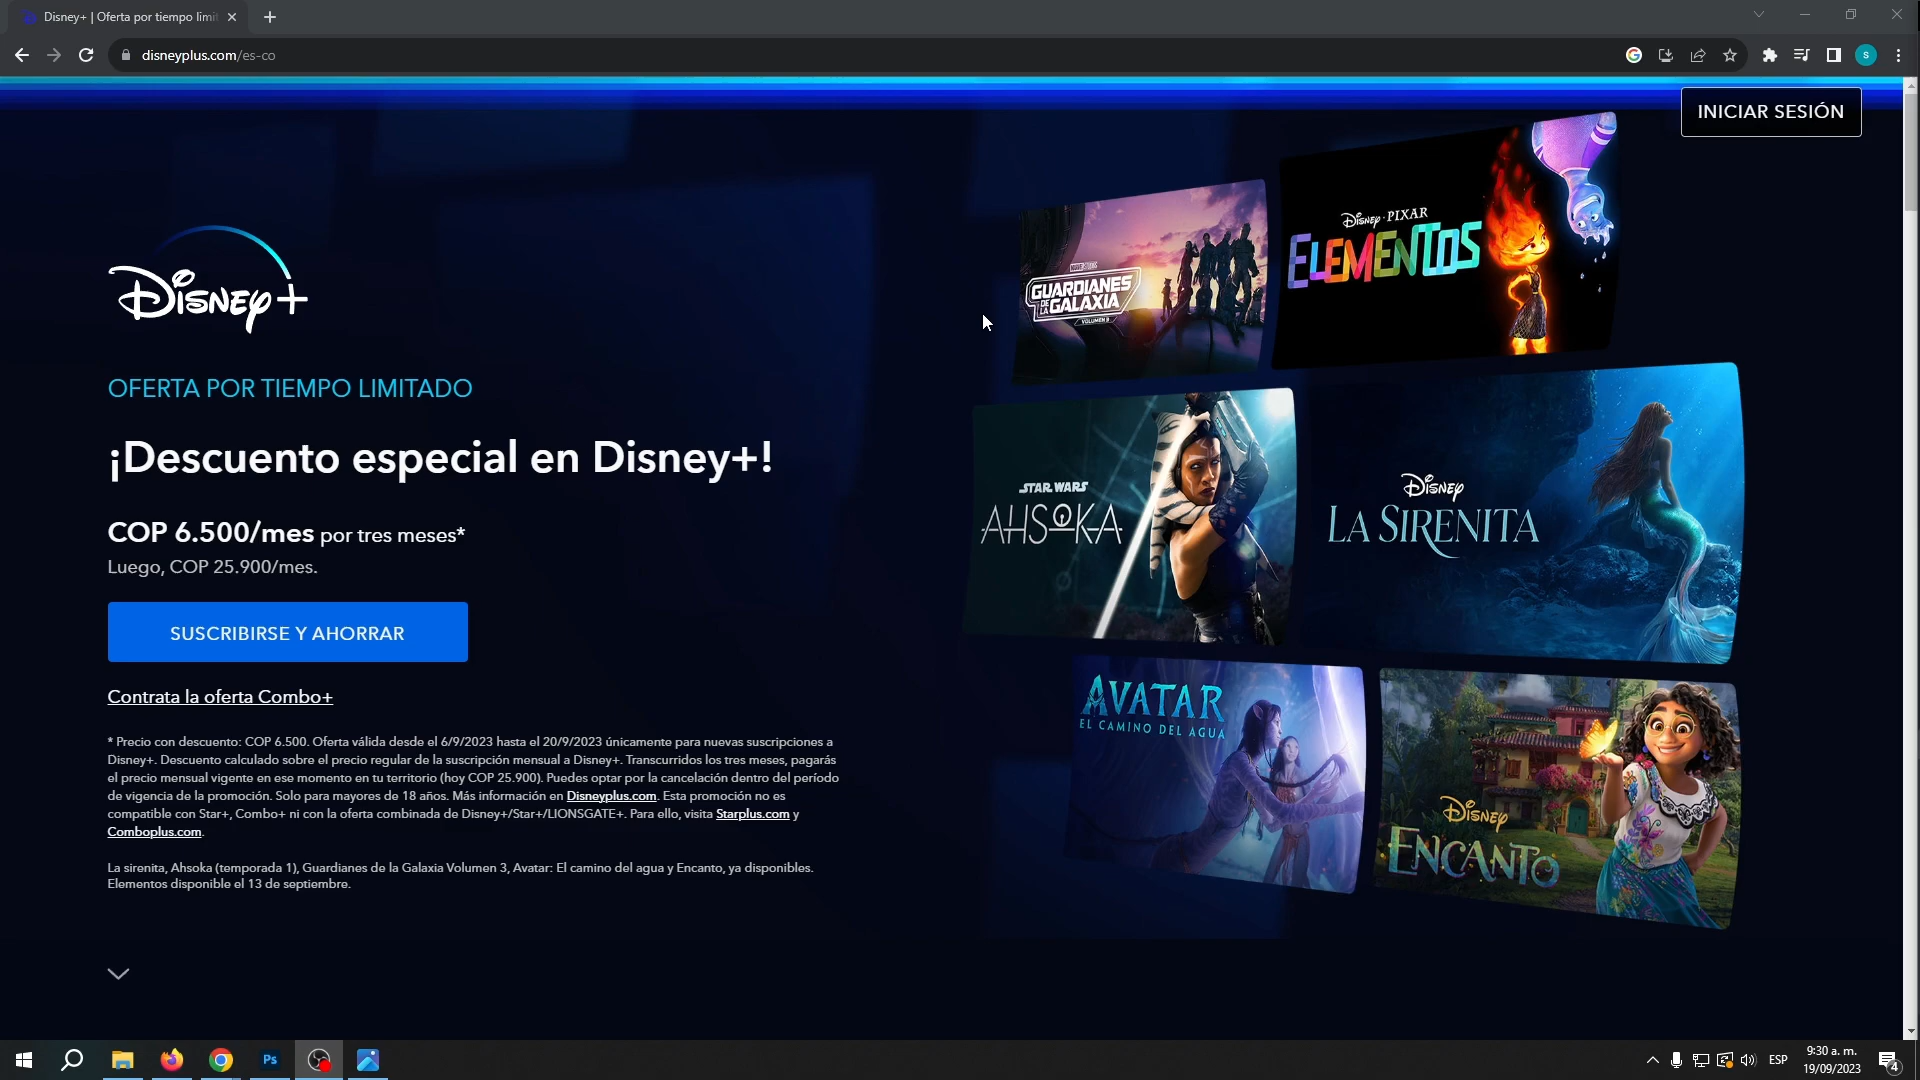 Disney+ | Oferta por tiempo limit
disneyplus.com/es-co
S
INICIAR SESIÓN
Disney+
OFERTA POR TIEMPO LIMITADO
¡Descuento especial en Disney+!
COP 6.500/mes por tres meses*
Luego, COP 25.900/mes.
SUSCRIBIRSE Y AHORRAR
Contrata la oferta Combo+
* Precio con descuento: COP 6.500. Oferta válida desde el 6/9/2023 hasta el 20/9/2023 únicamente para nuevas suscripciones a
Disney+. Descuento calculado sobre el precio regular de la suscripción mensual a Disney+. Transcurridos los tres meses, pagarás
el precio mensual vigente en ese momento en tu territorio (hoy COP 25.900). Puedes optar por la cancelación dentro del período
de vigencia de la promoción. Solo para mayores de 18 años. Más información en Disneyplus.com. Esta promoción no es
compatible con Star+, Combo+ ni con la oferta combinada de Disney+/Star+/LIONSGATE+. Para ello, visita Starplus.com y
Comboplus.com.
La sirenita, Ahsoka (temporada 1), Guardianes de la Galaxia Volumen 3, Avatar: El camino del agua y Encanto, ya disponibles.
Elementos disponible el 13 de septiembre.
GUARDIANES
DE LA GALAXIA
VOLUMEN 3
Disney · PIXAR
ELEMENTOS
STAR WARS
AHSOKA
Disney
LA SIRENITA
AVATAR
EL CAMINO DEL AGUA
Disney
ENCANTO
Ps
ESP
9:30 a. m.
19/09/2023
4